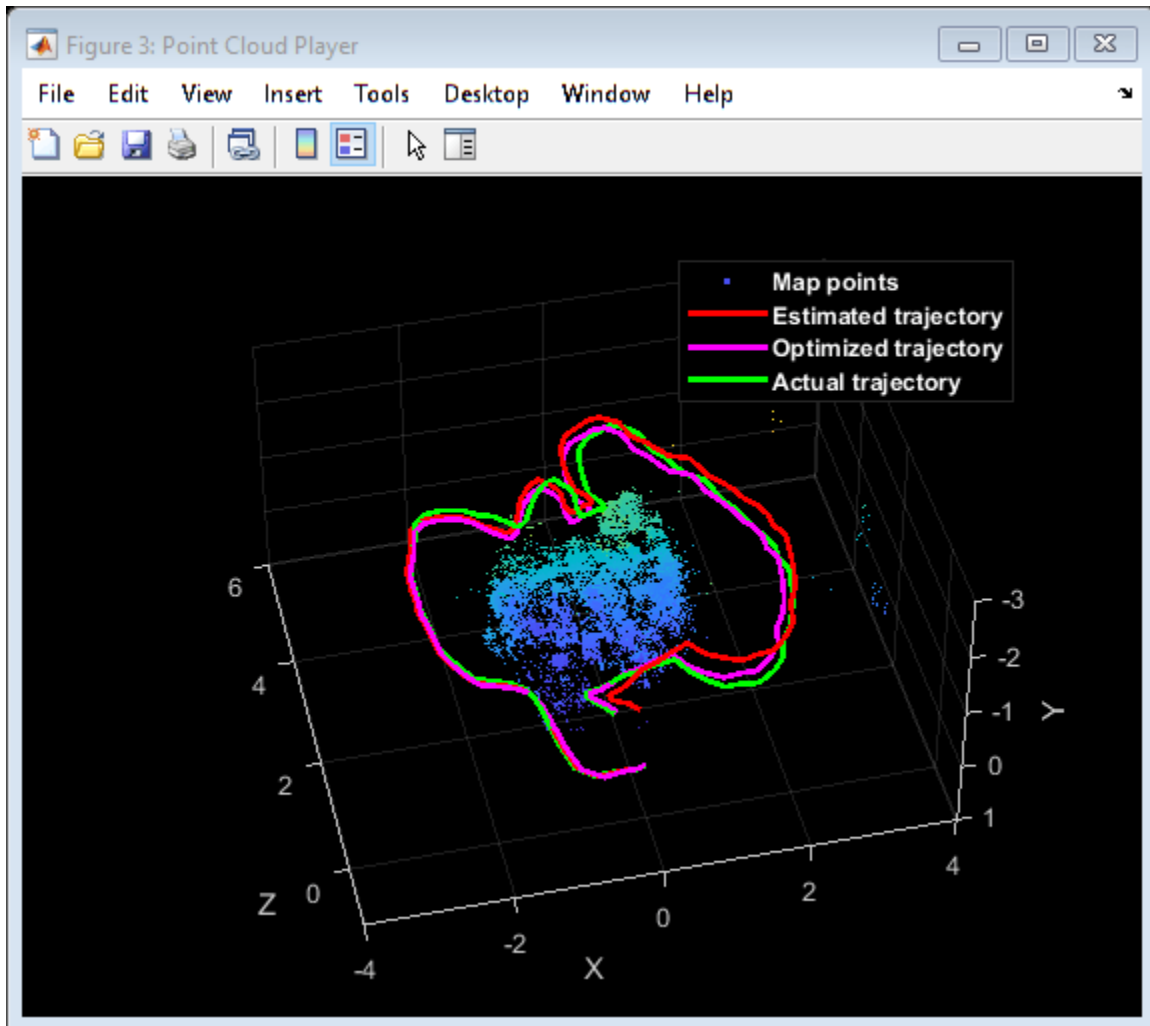 Figure 3: Point Cloud Player
File Edit View Insert Tools Desktop Window Help
Map points
Estimated trajectory
Optimized trajectory
Actual trajectory
6
4
2
0
Z
-4
-2
0
2
4
X
-3
-2
-1
0
1
Y